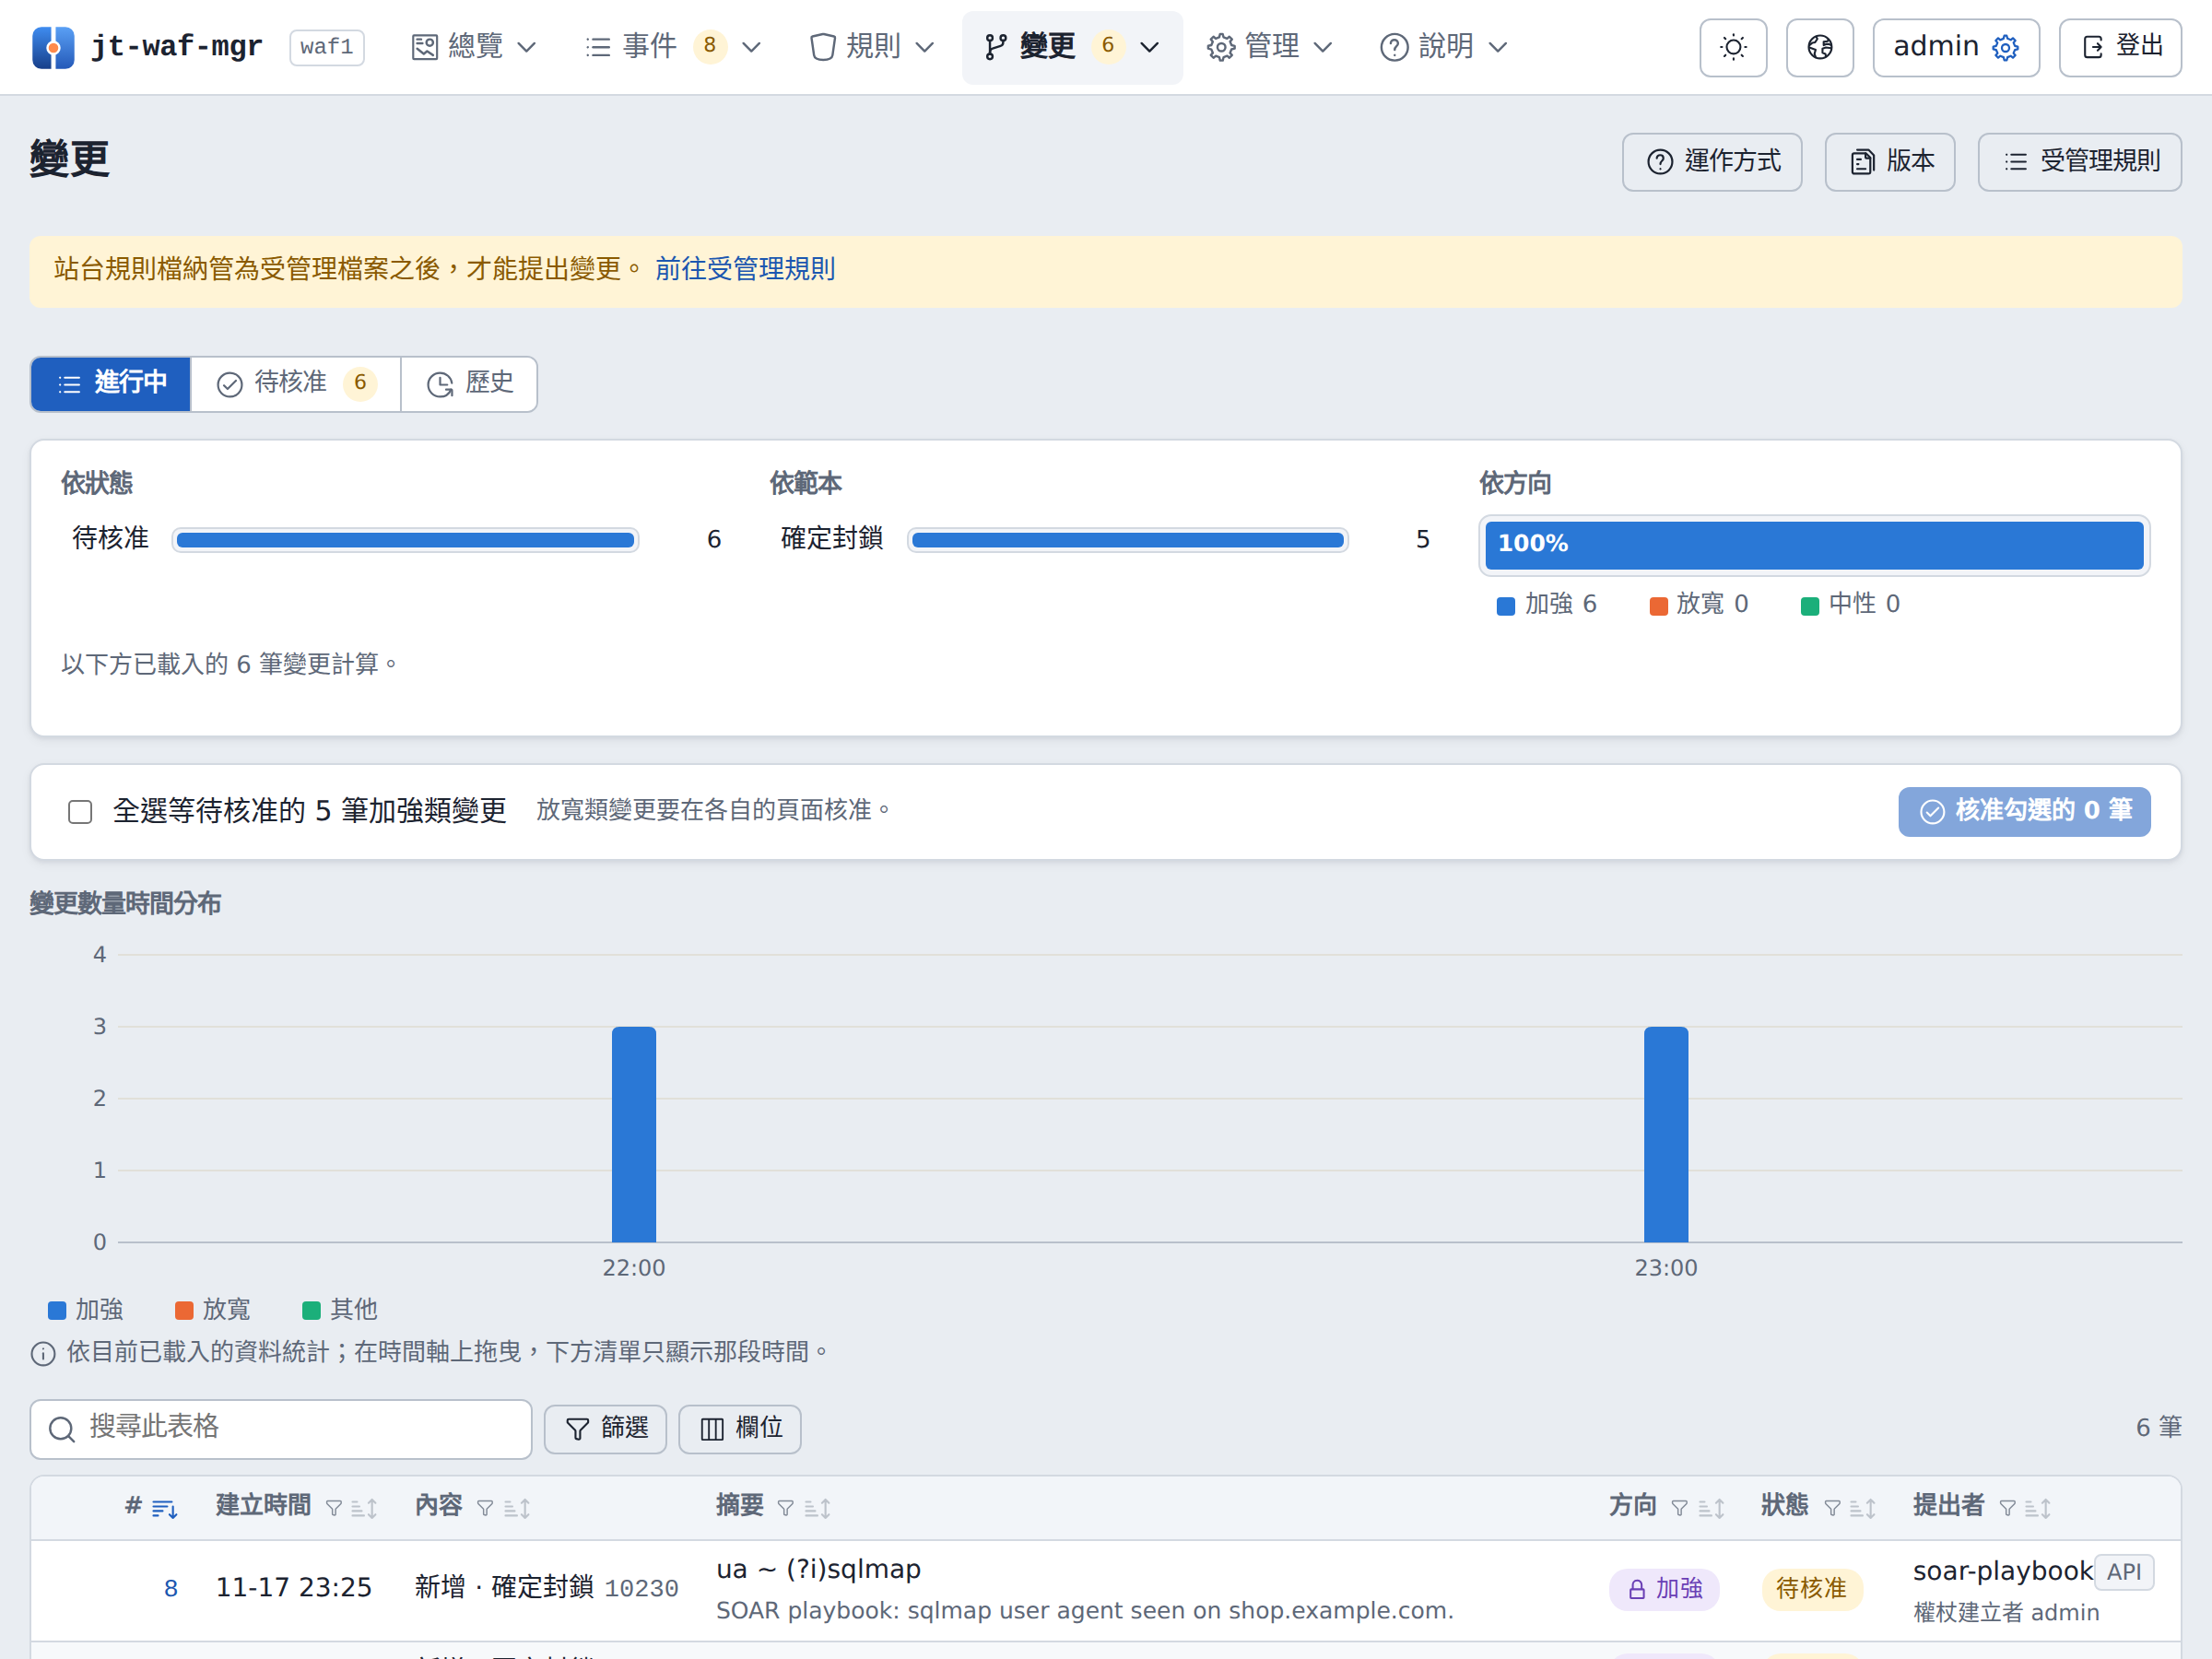 jt-waf-mgr waf1 總覽 事件 8 規則 變更 6 管理 說明 admin 登出
變更 運作方式 版本 受管理規則
站台規則檔納管為受管理檔案之後，才能提出變更。 前往受管理規則
進行中 待核准 6 歷史
依狀態 依範本 依方向
待核准 6 確定封鎖 5 100%
加強 6 放寬 0 中性 0
以下方已載入的 6 筆變更計算。
全選等待核准的 5 筆加強類變更 放寬類變更要在各自的頁面核准。 核准勾選的 0 筆
變更數量時間分布
4
3
2
1
0
22:00 23:00
加強 放寬 其他
依目前已載入的資料統計；在時間軸上拖曳，下方清單只顯示那段時間。
搜尋此表格 篩選 欄位 6 筆
# 建立時間 內容 摘要 方向 狀態 提出者
8 11-17 23:25 新增 · 確定封鎖 10230 ua ~ (?i)sqlmap 加強 待核准 soar-playbook API
SOAR playbook: sqlmap user agent seen on shop.example.com. 權杖建立者 admin